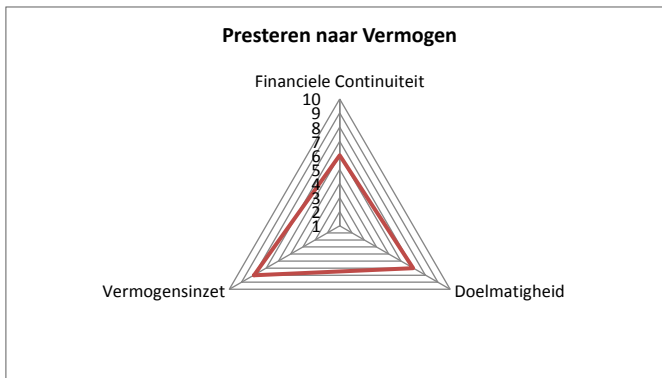 Presteren naar Vermogen
Financiele Continuiteit
10
9
8
7
6
5
4
3
2
1
Vermogensinzet
Doelmatigheid